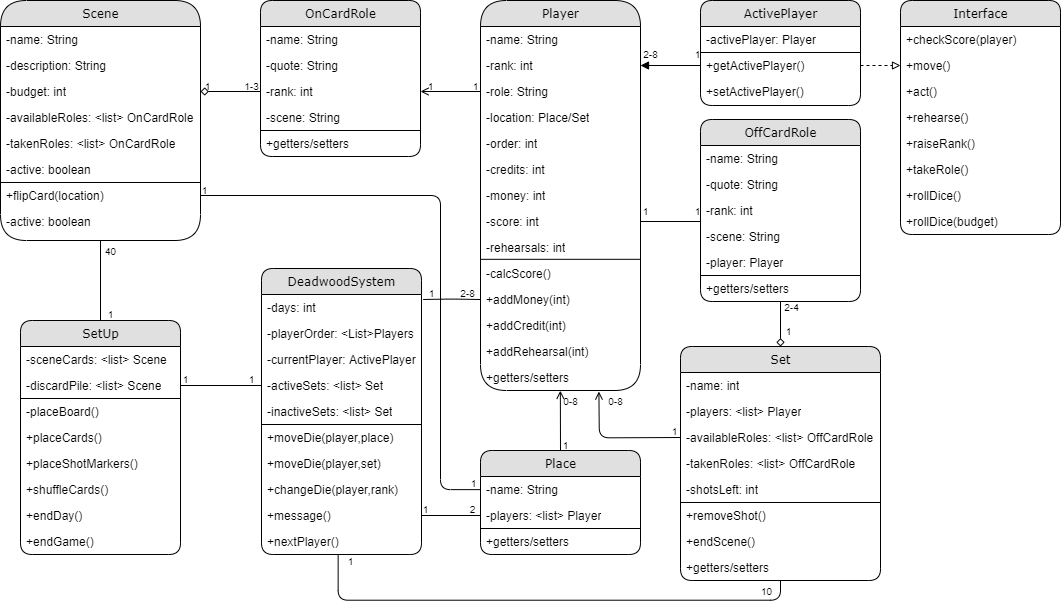 Scene
-name: String
-description: String
-budget: int
-availableRoles: <list> OnCardRole
-takenRoles: <list> OnCardRole
-active: boolean
+flipCard(location)
-active: boolean
OnCardRole
-name: String
-quote: String
-rank: int
-scene: String
+getters/setters
Player
-name: String
-rank: int
-role: String
-location: Place/Set
-order: int
-credits: int
-money: int
-score: int
-rehearsals: int
-calcScore()
+addMoney(int)
+addCredit(int)
+addRehearsal(int)
+getters/setters
ActivePlayer
-activePlayer: Player
+getActivePlayer()
+setActivePlayer()
Interface
+checkScore(player)
+move()
+act()
+rehearse()
+raiseRank()
+takeRole()
+rollDice()
+rollDice(budget)
OffCardRole
-name: String
-quote: String
-rank: int
-scene: String
-player: Player
+getters/setters
SetUp
-sceneCards: <list> Scene
-discardPile: <list> Scene
-placeBoard()
+placeCards()
+placeShotMarkers()
+shuffleCards()
+endDay()
+endGame()
DeadwoodSystem
-days: int
-playerOrder: <List>Players
-currentPlayer: ActivePlayer
-activeSets: <list> Set
-inactiveSets: <list> Set
+moveDie(player,place)
+moveDie(player,set)
+changeDie(player,rank)
+message()
+nextPlayer()
Place
-name: String
-players: <list> Player
+getters/setters
Set
-name: int
-players: <list> Player
-availableRoles: <list> OffCardRole
-takenRoles: <list> OffCardRole
-shotsLeft: int
+removeShot()
+endScene()
+getters/setters
1
1-3
1
1
2-8
1
1
1
1
1
40
1
1
1
1
2-8
2-4
1
0-8
1
0-8
1
1
2
1
10